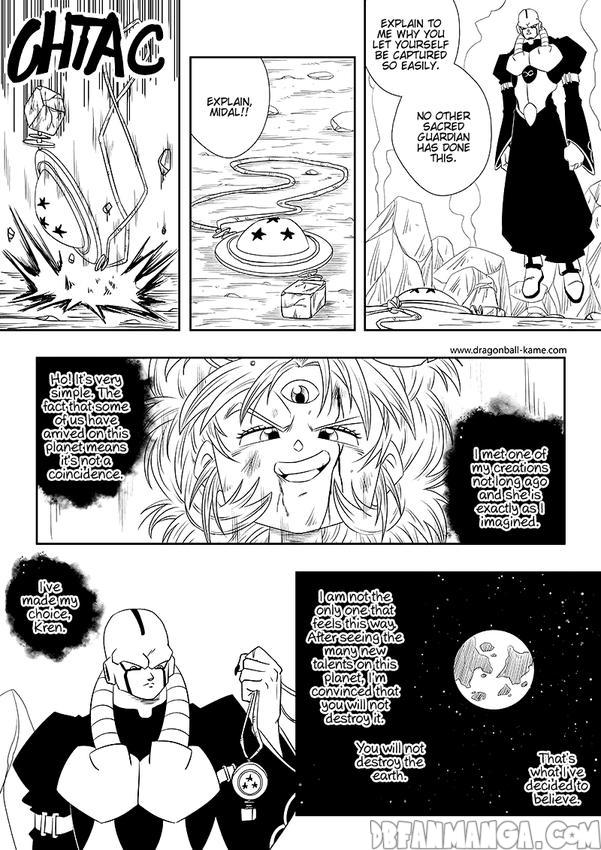 CHTAC
EXPLAIN,
MIDAL!!
EXPLAIN TO
ME WHY YOU
LET YOURSELF
BE CAPTURED
SO EASILY.
NO OTHER
SACRED
GUARDIAN
HAS DONE
THIS.
www.dragonball-kame.com
Ho! It's very
simple. The
fact that some
of us have
arrived on this
planet means
it's not a
coincidence.
I met one of
my creations
not long ago
and she is
exactly as I
imagined.
I've
made my
choice,
Kren.
I am not the
only one that
feels this way.
After seeing the
many new
talents on this
planet, I'm
convinced that
you will not
destroy it.
You will not
destroy the
earth.
That's
what I've
decided to
believe.
DBFANMANGA.COM